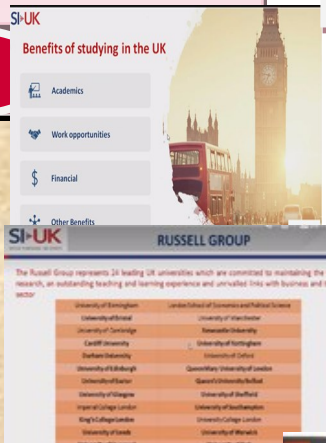 SI-UK
Benefits of studying in the UK
Academics
Work opportunities
Financial
Other Benefits
SI-UK
RUSSELL GROUP
The Russell Group represents 24 leading UK universities which are committed to maintaining the
research, an outstanding teaching and learning experience and unrivalled links with business and
sector
University of Birmingham London School of Economics and Political Science
University of Bristol University of Manchester
University of Cambridge Newcastle University
Cardiff University University of Nottingham
Durham University University of Oxford
University of Edinburgh Queen Mary University of London
University of Exeter Queen's University Belfast
University of Glasgow University of Sheffield
Imperial College London University of Southampton
King's College London University College London
University of Leeds University of Warwick